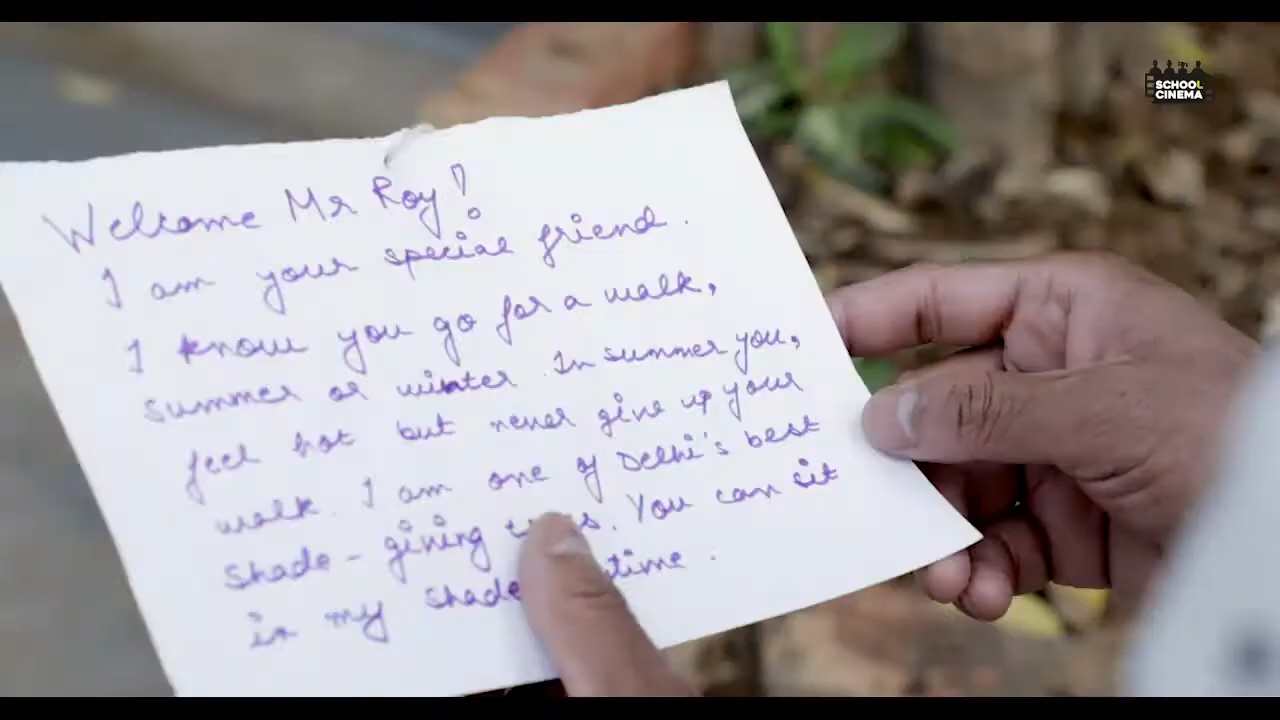 SCHOOL
CINEMA
Welcome Mr Roy!
I am your special friend.
I know you go for a walk,
summer or winter. In summer you,
feel hot but never give up your
walk. I am one of Delhi's best
shade-giving. You can sit
in my shade